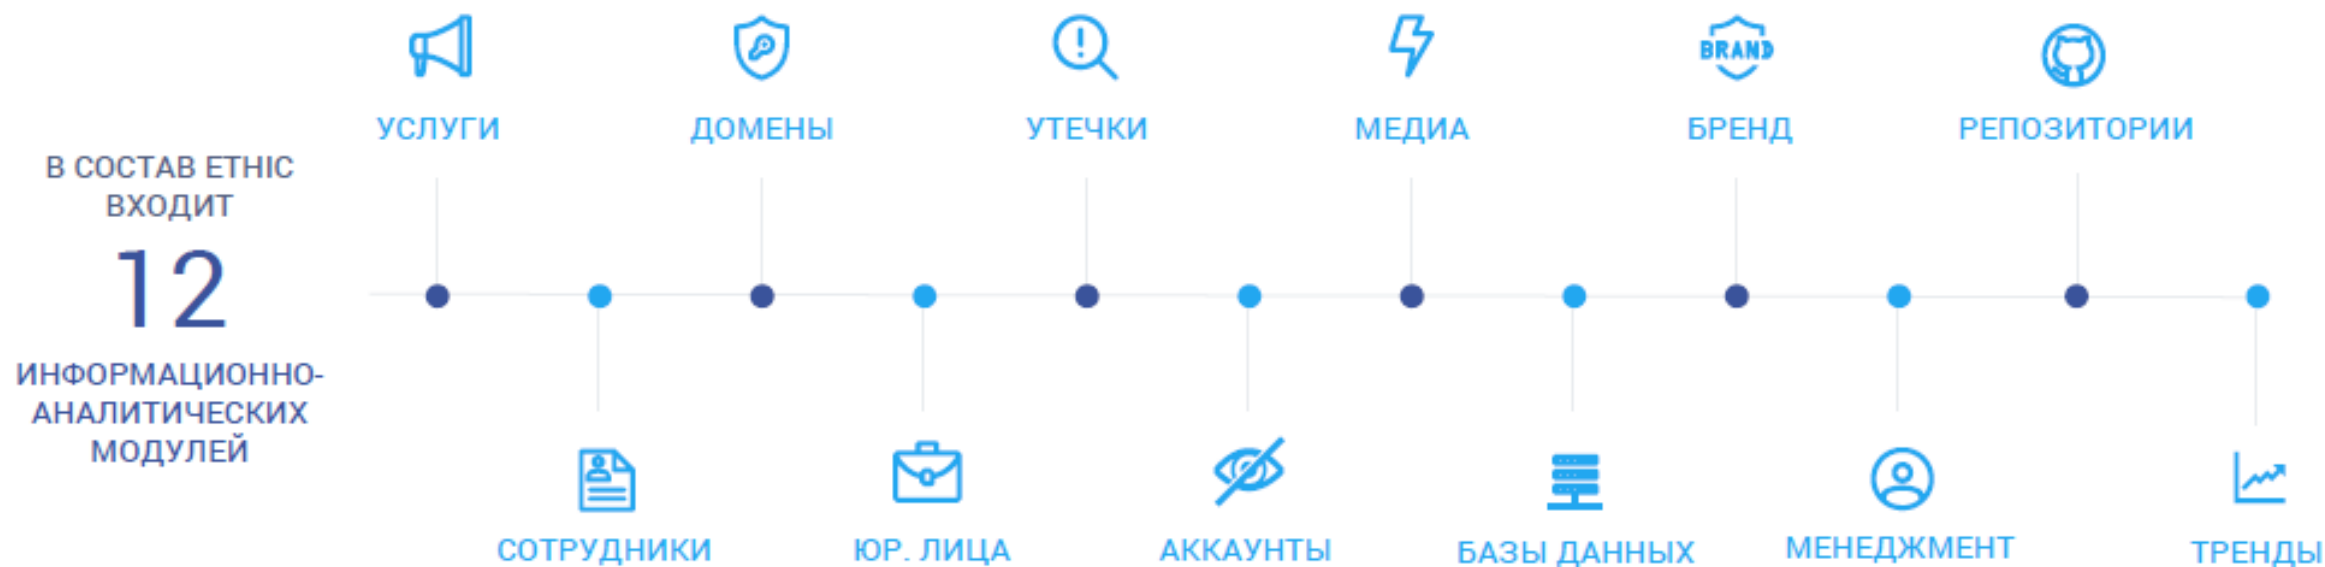 В СОСТАВ ETHIC
ВХОДИТ
12
ИНФОРМАЦИОННО-
АНАЛИТИЧЕСКИХ
МОДУЛЕЙ
УСЛУГИ
ДОМЕНЫ
УТЕЧКИ
МЕДИА
BRAND
БРЕНД
РЕПОЗИТОРИИ
СОТРУДНИКИ
ЮР. ЛИЦА
АККАУНТЫ
БАЗЫ ДАННЫХ
МЕНЕДЖМЕНТ
ТРЕНДЫ